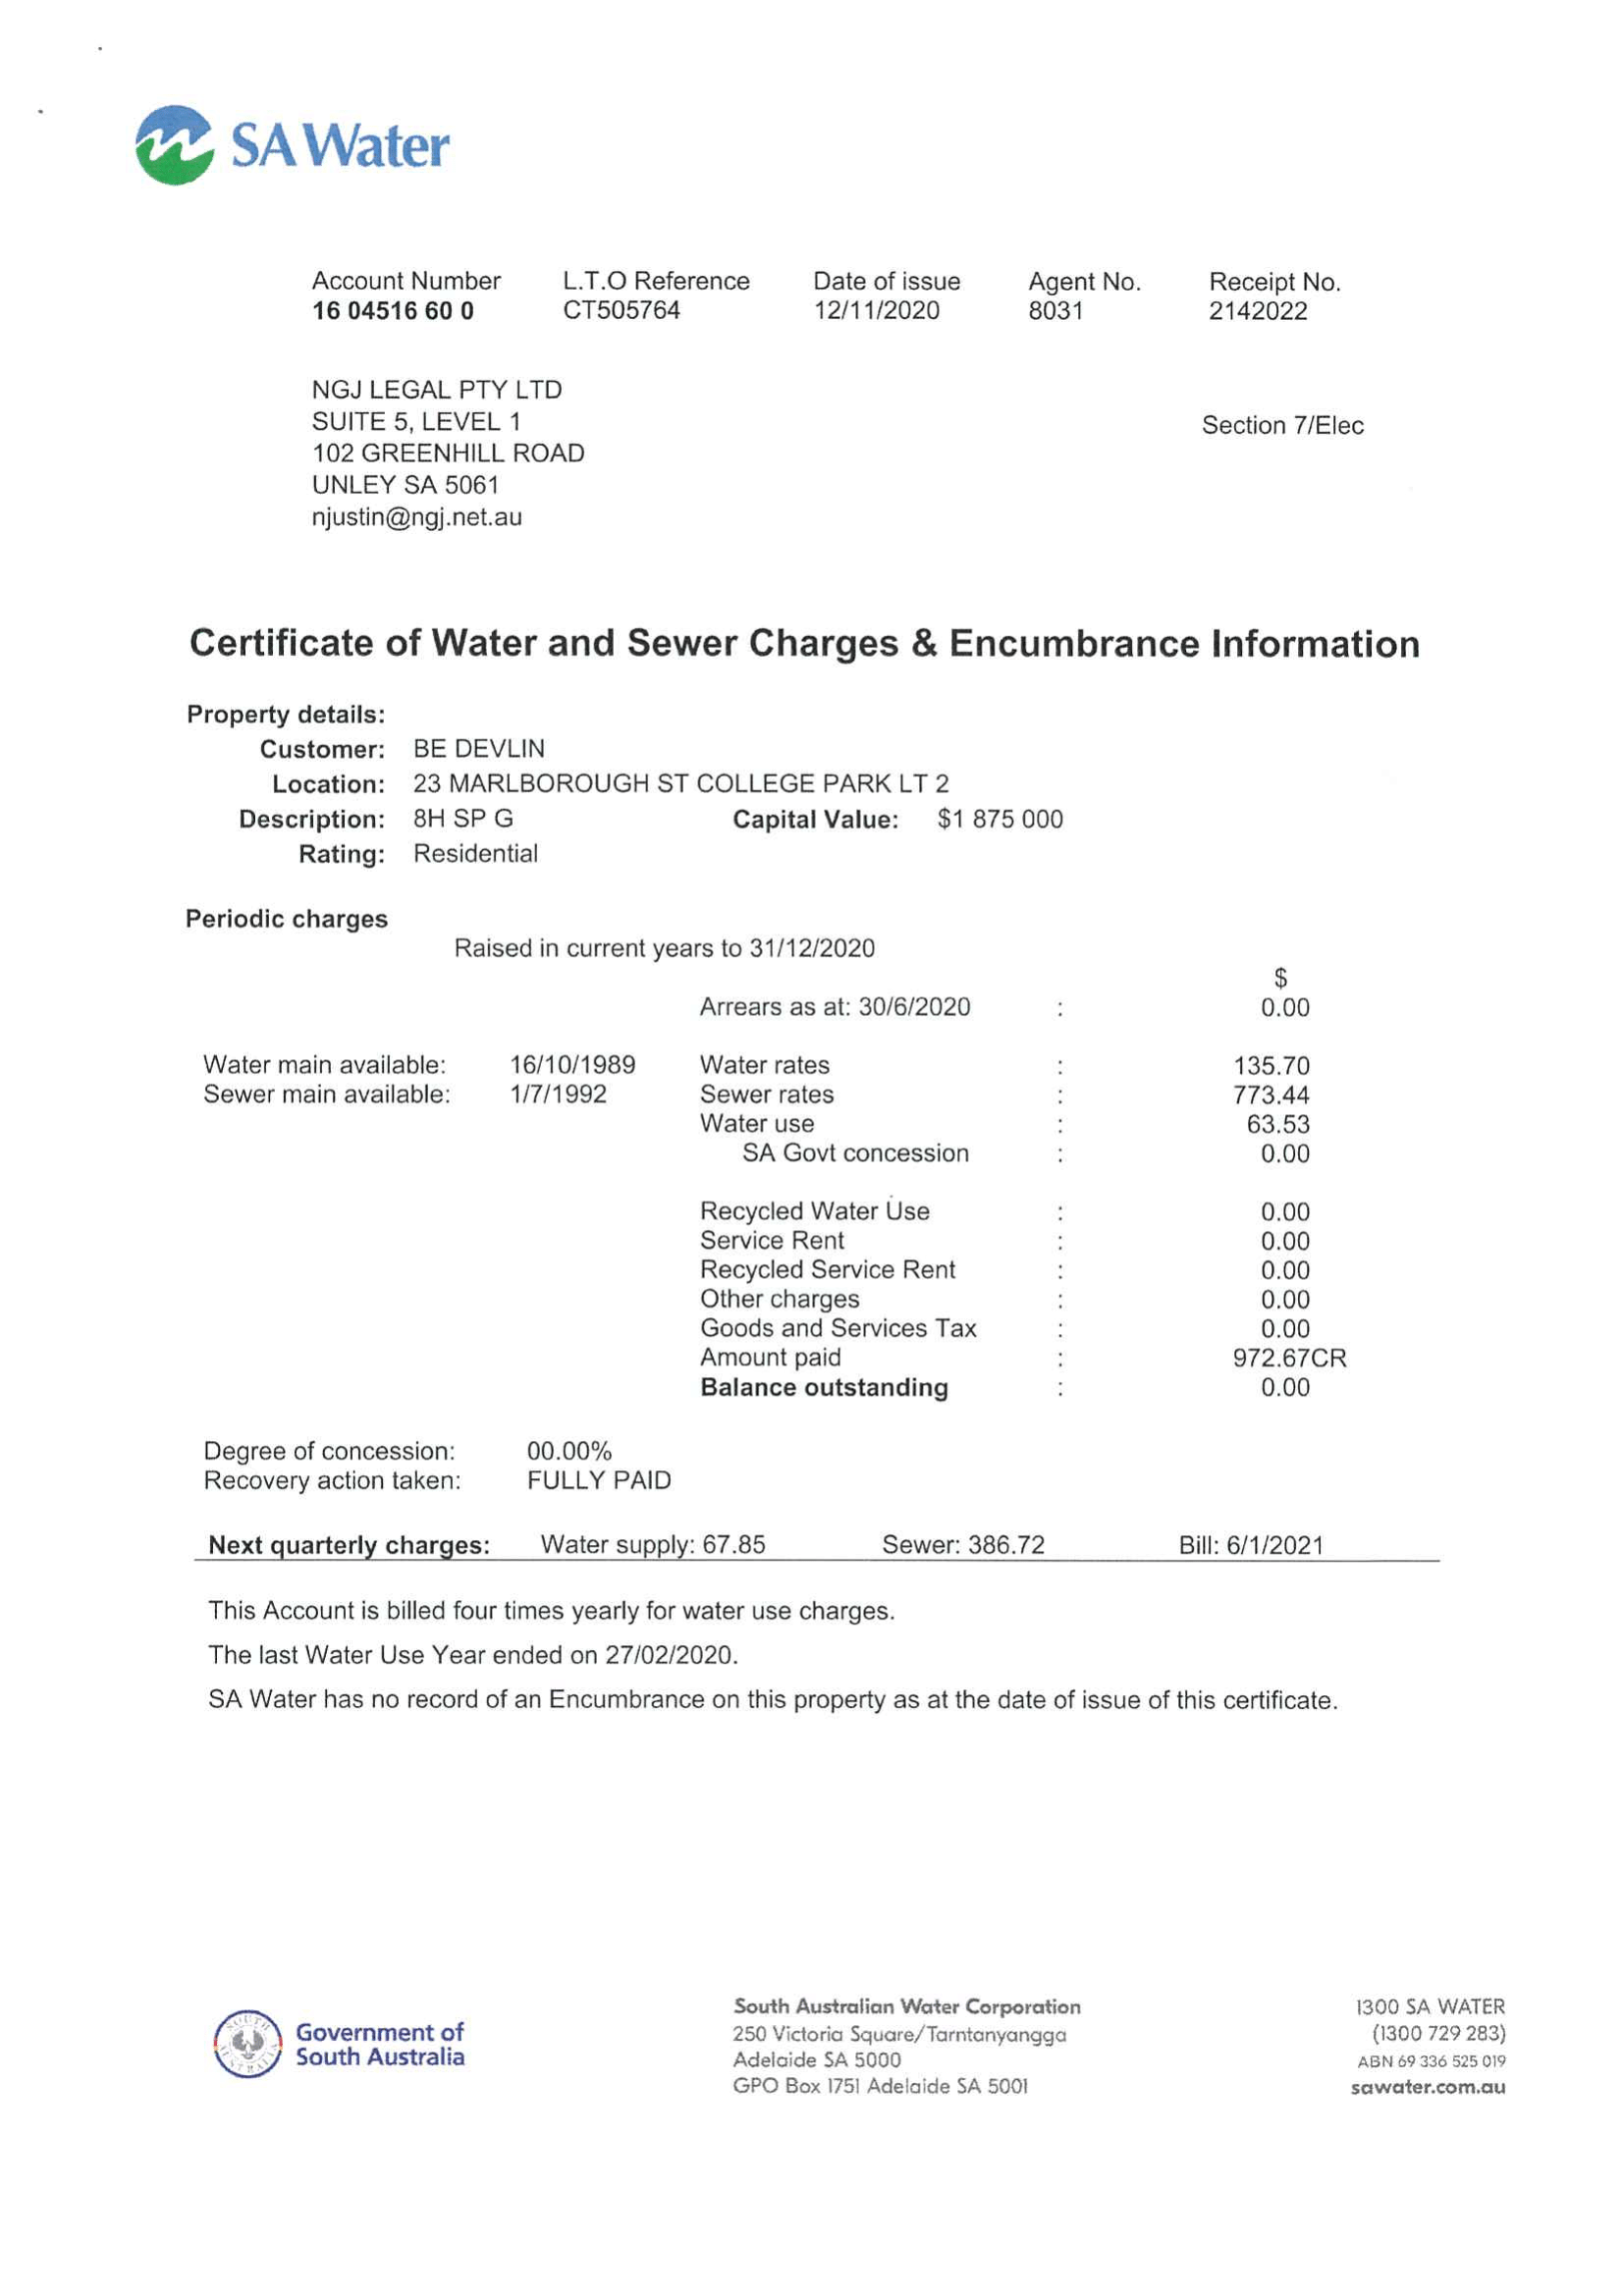 SA Water
Account Number L.T.O Reference Date of issue Agent No. Receipt No.
16 04516 60 0 CT505764 12/11/2020 8031 2142022
NGJ LEGAL PTY LTD
SUITE 5, LEVEL 1
Section 7/Elec
102 GREENHILL ROAD
UNLEY SA 5061
njustin@ngj.net.au
Certificate of Water and Sewer Charges & Encumbrance Information
Property details:
Customer: BE DEVLIN
Location: 23 MARLBOROUGH ST COLLEGE PARK LT 2
Description: 8H SP G Capital Value: $1 875 000
Rating: Residential
Periodic charges
Raised in current years to 31/12/2020
$
Arrears as at: 30/6/2020 : 0.00
Water main available: 16/10/1989 Water rates : 135.70
Sewer main available: 1/7/1992 Sewer rates : 773.44
Water use : 63.53
SA Govt concession : 0.00
Recycled Water Use : 0.00
Service Rent : 0.00
Recycled Service Rent : 0.00
Other charges : 0.00
Goods and Services Tax : 0.00
Amount paid : 972.67CR
Balance outstanding : 0.00
Degree of concession: 00.00%
Recovery action taken: FULLY PAID
Next quarterly charges: Water supply: 67.85 Sewer: 386.72 Bill: 6/1/2021
This Account is billed four times yearly for water use charges.
The last Water Use Year ended on 27/02/2020.
SA Water has no record of an Encumbrance on this property as at the date of issue of this certificate.
SOUTH AUSTRALIA
Government of
South Australia
South Australian Water Corporation
250 Victoria Square/Tarntanyangga
Adelaide SA 5000
GPO Box 1751 Adelaide SA 5001
1300 SA WATER
(1300 729 283)
ABN 69 336 525 019
sawater.com.au